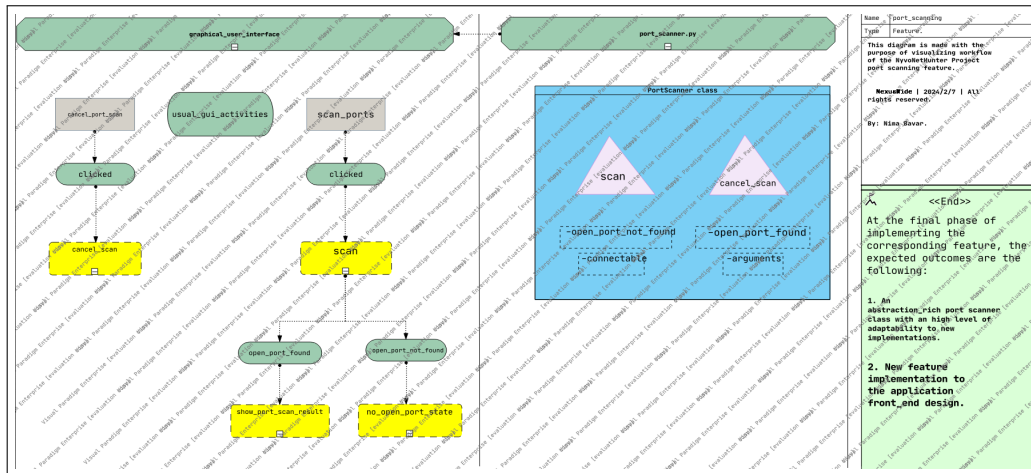 graphical_user_interface
port_scanner.py
Name port_scanning
Type Feature.
This diagram is made with the
purpose of visualizing workflow
of the NyvoNetHunter Project
port scanning feature.
NexusWide | 2024/2/7 | All
rights reserved.
By: Nima Bavar.
cancel_port_scan
usual_gui_activities
scan_ports
PortScanner class
clicked
clicked
scan
cancel_scan
cancel_scan
scan
~open_port_not_found
~open_port_found
~connectable
~arguments
open_port_found
open_port_not_found
show_port_scan_result
no_open_port_state
<<End>>
At the final phase of
implementing the
corresponding feature, the
expected outcomes are the
following:
1. An
abstraction_rich port scanner
class with an high level of
adaptability to new
implementations.
2. New feature
implementation to
the application
front_end design.